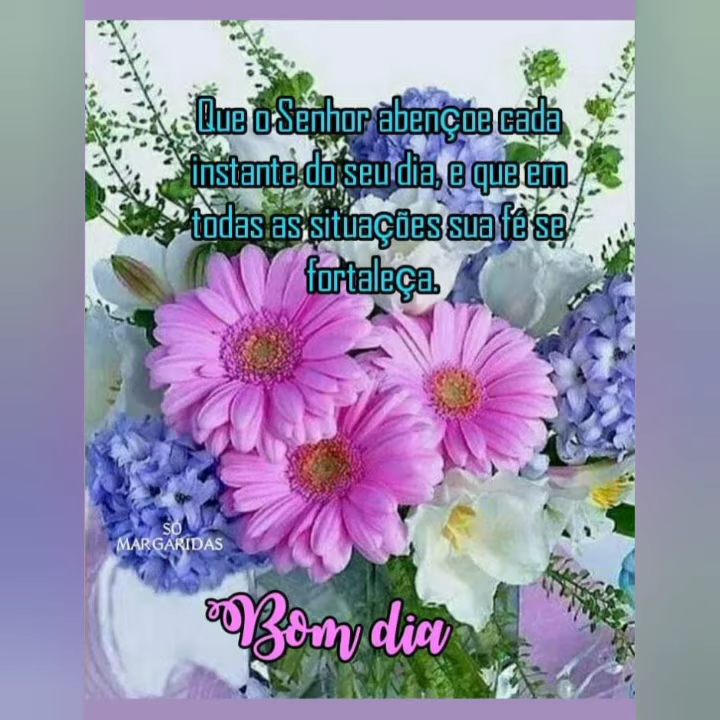 Que o Senhor abençoe cada
instante do seu dia, e que em
todas as situações sua fé se
fortaleça.
SÓ
MARGARIDAS
Bom dia